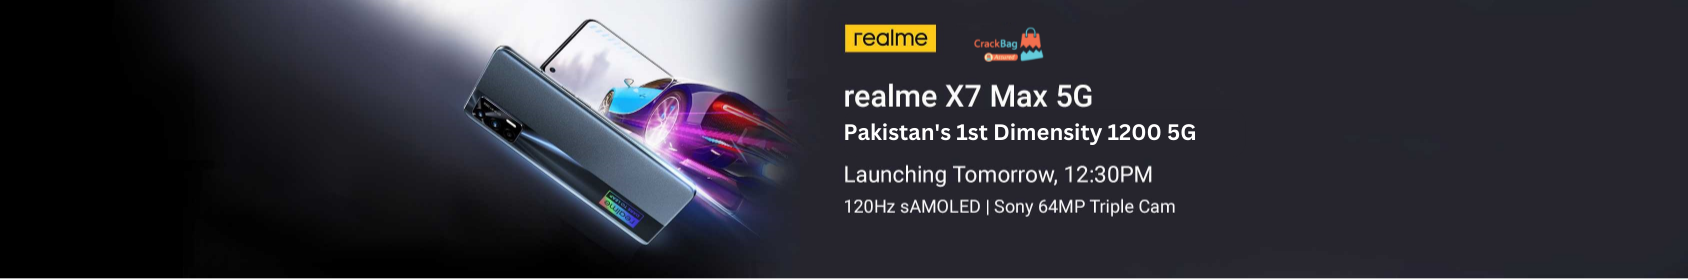 realme
CrackBag
Assured
realme X7 Max 5G
Pakistan's 1st Dimensity 1200 5G
Launching Tomorrow, 12:30PM
120Hz sAMOLED | Sony 64MP Triple Cam